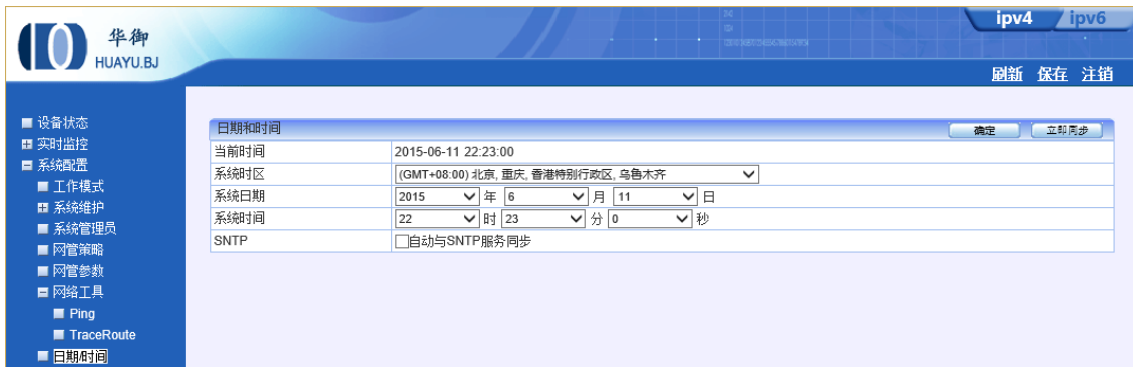 华御
HUAYU.BJ
ipv4 ipv6
刷新 保存 注销
设备状态
实时监控
系统配置
工作模式
系统维护
系统管理员
网管策略
网管参数
网络工具
Ping
TraceRoute
日期/时间
日期和时间 确定 立即同步
当前时间 2015-06-11 22:23:00
系统时区 (GMT+08:00) 北京, 重庆, 香港特别行政区, 乌鲁木齐
系统日期 2015 年 6 月 11 日
系统时间 22 时 23 分 0 秒
SNTP 自动与SNTP服务同步